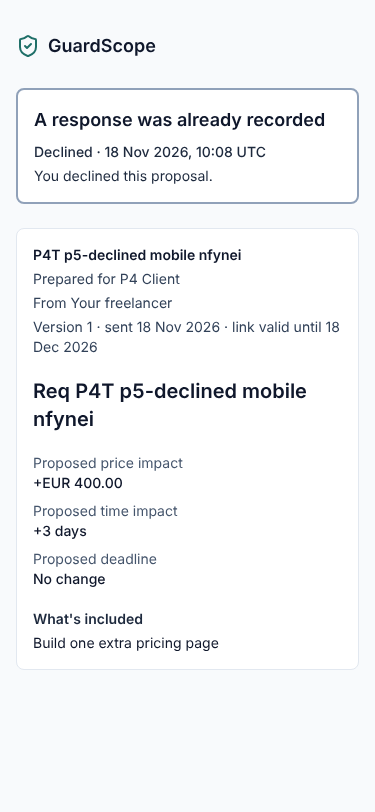 GuardScope
A response was already recorded
Declined · 18 Nov 2026, 10:08 UTC
You declined this proposal.
P4T p5-declined mobile nfynei
Prepared for P4 Client
From Your freelancer
Version 1 · sent 18 Nov 2026 · link valid until 18
Dec 2026
Req P4T p5-declined mobile
nfynei
Proposed price impact
+EUR 400.00
Proposed time impact
+3 days
Proposed deadline
No change
What's included
Build one extra pricing page